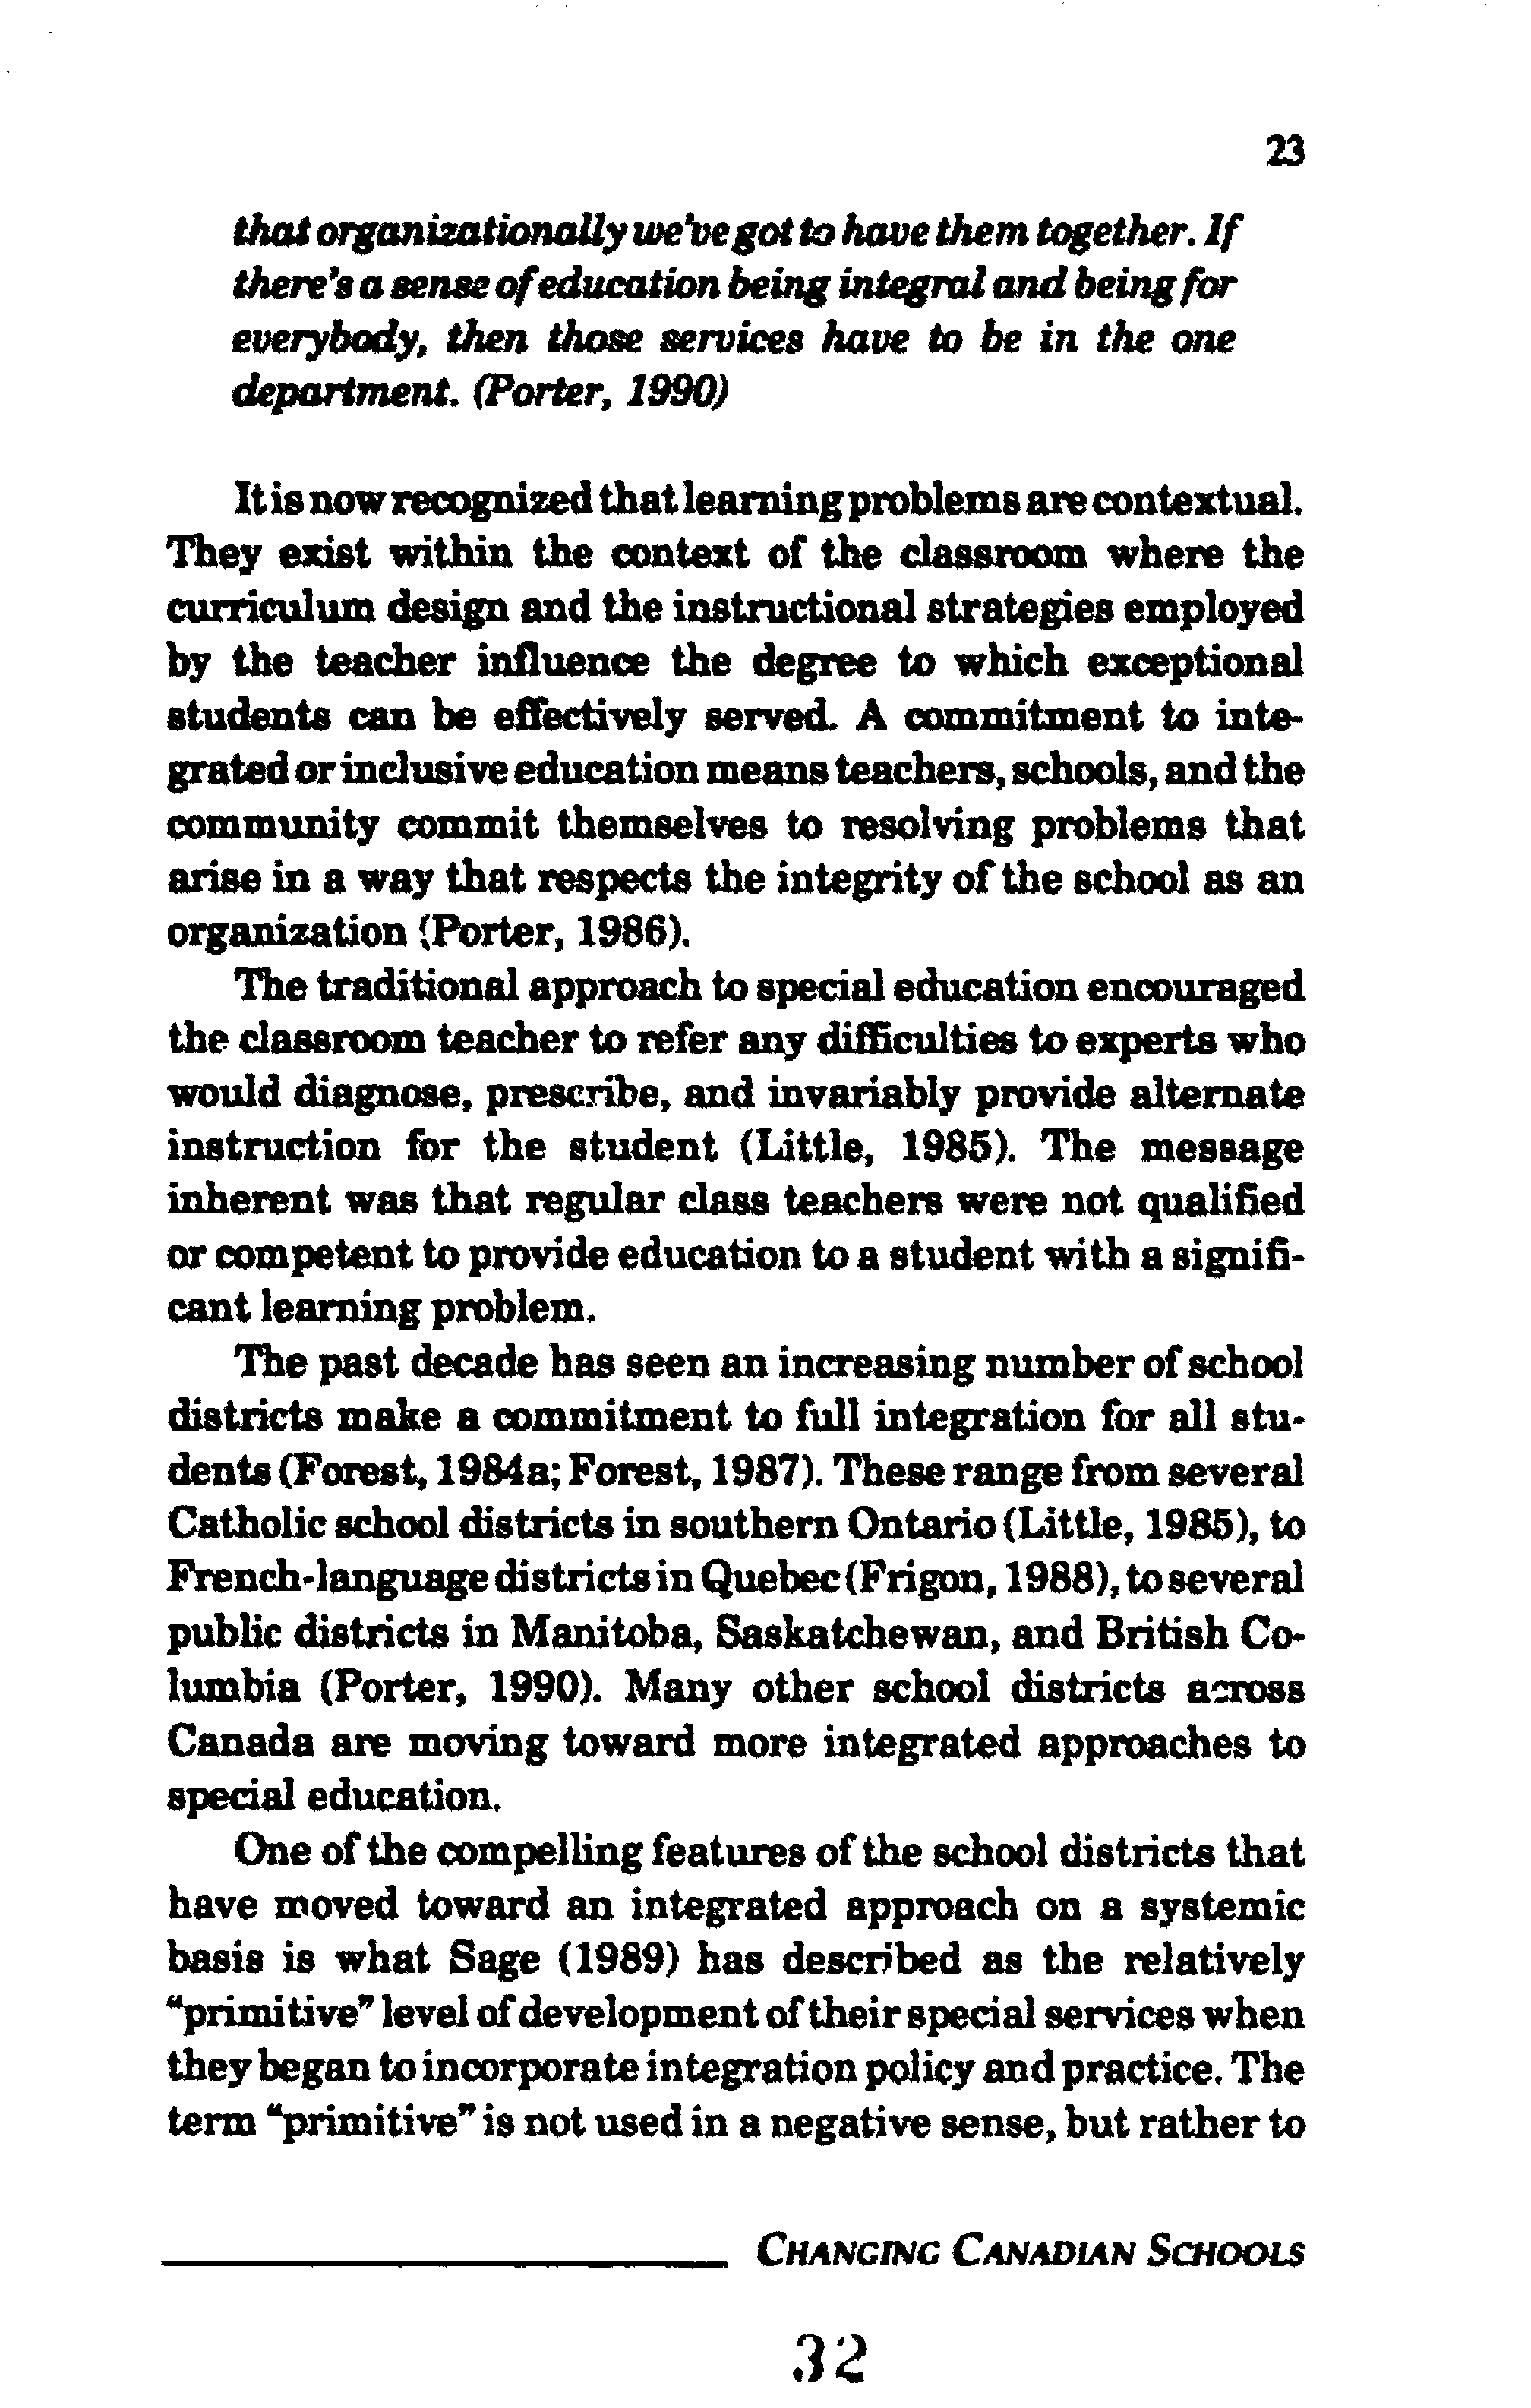 23
that organizationally we've got to have them together. If
there's a sense of education being integral and being for
everybody, then those services have to be in the one
department. (Porter, 1990)
It is now recognized that learning problems are contextual.
They exist within the context of the classroom where the
curriculum design and the instructional strategies employed
by the teacher influence the degree to which exceptional
students can be effectively served. A commitment to inte-
grated or inclusive education means teachers, schools, and the
community commit themselves to resolving problems that
arise in a way that respects the integrity of the school as an
organization (Porter, 1986).
The traditional approach to special education encouraged
the classroom teacher to refer any difficulties to experts who
would diagnose, prescribe, and invariably provide alternate
instruction for the student (Little, 1985). The message
inherent was that regular class teachers were not qualified
or competent to provide education to a student with a signifi-
cant learning problem.
The past decade has seen an increasing number of school
districts make a commitment to full integration for all stu-
dents (Forest, 1984a; Forest, 1987). These range from several
Catholic school districts in southern Ontario (Little, 1985), to
French-language districts in Quebec (Frigon, 1988), to several
public districts in Manitoba, Saskatchewan, and British Co-
lumbia (Porter, 1990). Many other school districts across
Canada are moving toward more integrated approaches to
special education.
One of the compelling features of the school districts that
have moved toward an integrated approach on a systemic
basis is what Sage (1989) has described as the relatively
"primitive" level of development of their special services when
they began to incorporate integration policy and practice. The
term "primitive" is not used in a negative sense, but rather to
CHANGING CANADIAN SCHOOLS
32